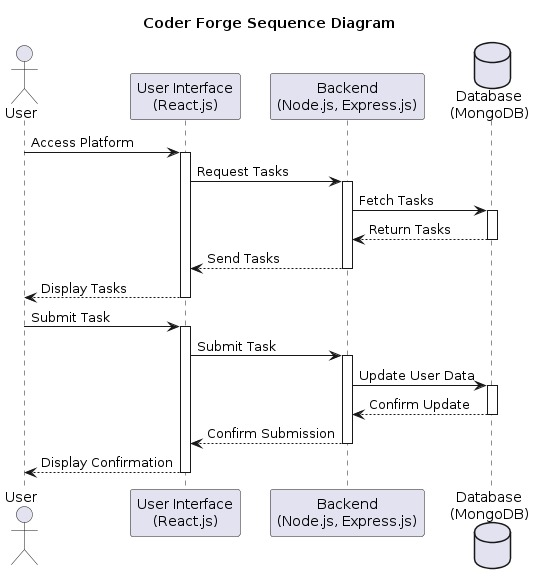 Coder Forge Sequence Diagram
User
User Interface
(React.js)
Backend
(Node.js, Express.js)
Database
(MongoDB)
Access Platform
Request Tasks
Fetch Tasks
Return Tasks
Send Tasks
Display Tasks
Submit Task
Submit Task
Update User Data
Confirm Update
Confirm Submission
Display Confirmation
User
User Interface
(React.js)
Backend
(Node.js, Express.js)
Database
(MongoDB)